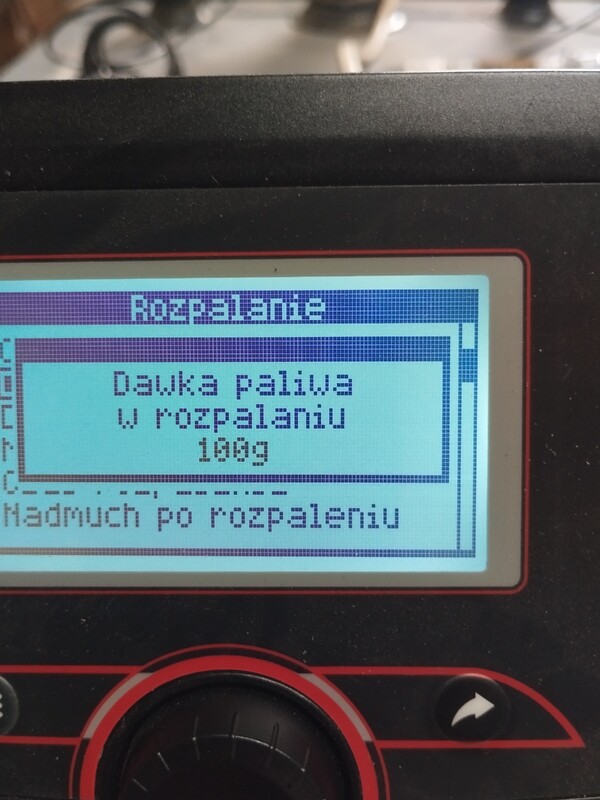 Rozpalanie
Dawka paliwa
w rozpalaniu
100g
Nadmuch po rozpaleniu